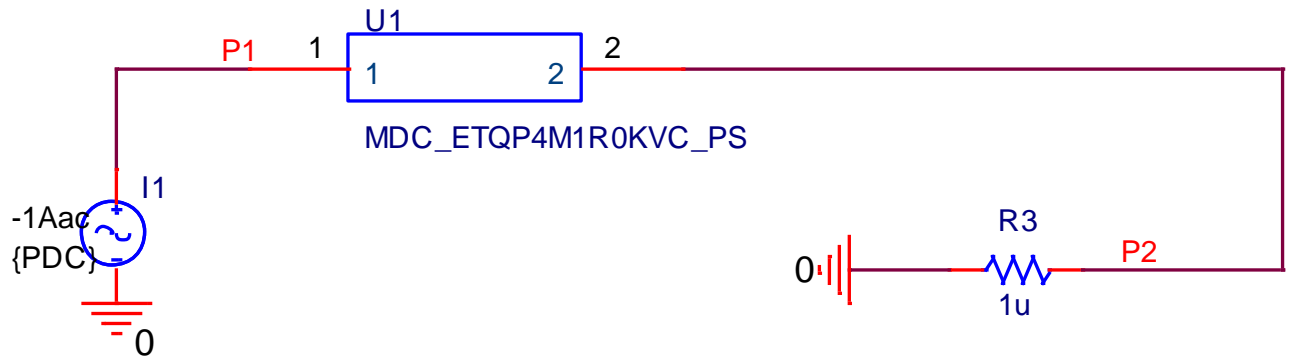 U1
P1
1
2
1
2
MDC_ETQP4M1R0KVC_PS
I1
-1Aac
{PDC}
+
-
0
R3
P2
0
1u